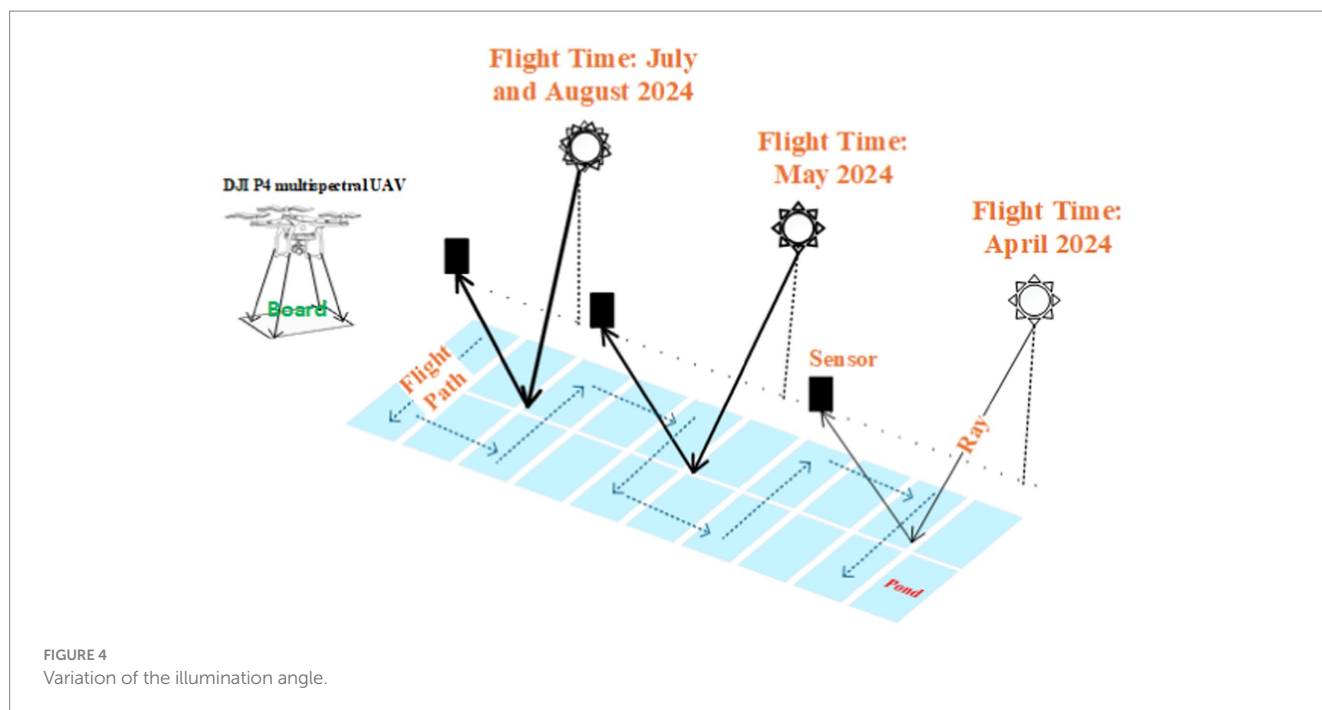 Flight Time: July
and August 2024
Flight Time:
May 2024
DJI P4 multispectral UAV
Flight Time:
April 2024
Board
Sensor
Flight
Path
Ray
Pond
FIGURE 4
Variation of the illumination angle.